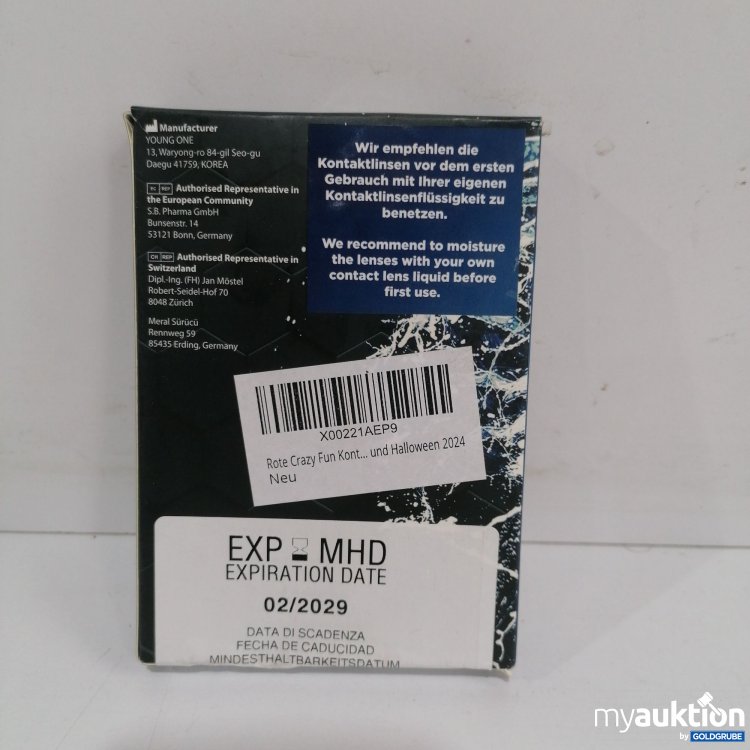 Manufacturer
YOUNG ONE
13, Waryong-ro 84-gil Seo-gu
Daegu 41759, KOREA
EC REP Authorised Representative in
the European Community
S.B. Pharma GmbH
Bunsenstr. 14
53121 Bonn, Germany
CH REP Authorised Representative in
Switzerland
Dipl.-Ing. (FH) Jan Möstel
Robert-Seidel-Hof 70
8048 Zürich
Meral Sürücü
Rennweg 59
85435 Erding, Germany
Wir empfehlen die
Kontaktlinsen vor dem ersten
Gebrauch mit Ihrer eigenen
Kontaktlinsenflüssigkeit zu
benetzen.
We recommend to moisture
the lenses with your own
contact lens liquid before
first use.
X00221AEP9
Rote Crazy Fun Kont... und Halloween 2024
Neu
EXP MHD
EXPIRATION DATE
02/2029
DATA DI SCADENZA
FECHA DE CADUCIDAD
MINDESTHALTBARKEITSDATUM
myauktion
by GOLDGRUBE